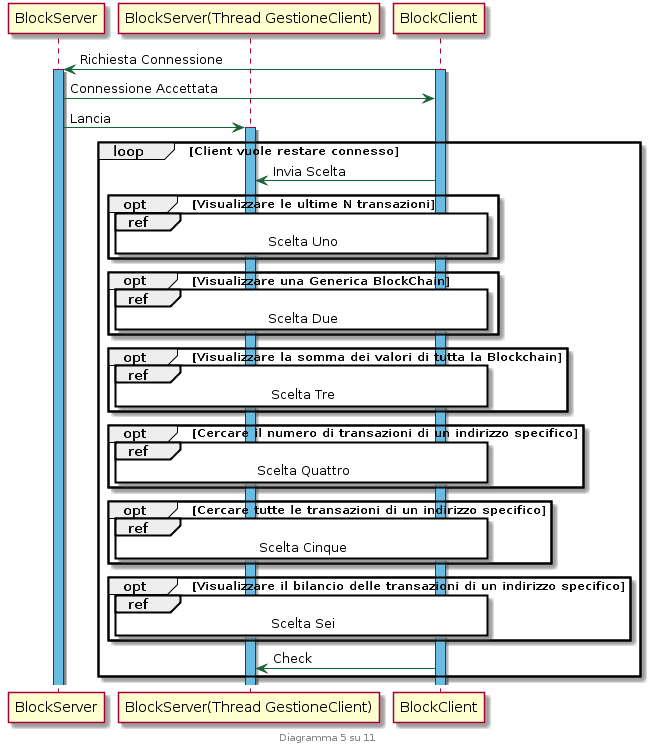 BlockServer
BlockServer(Thread GestioneClient)
BlockClient
Richiesta Connessione
Connessione Accettata
Lancia
loop [Client vuole restare connesso]
Invia Scelta
opt [Visualizzare le ultime N transazioni]
ref
Scelta Uno
opt [Visualizzare una Generica BlockChain]
ref
Scelta Due
opt [Visualizzare la somma dei valori di tutta la Blockchain]
ref
Scelta Tre
opt [Cercare il numero di transazioni di un indirizzo specifico]
ref
Scelta Quattro
opt [Cercare tutte le transazioni di un indirizzo specifico]
ref
Scelta Cinque
opt [Visualizzare il bilancio delle transazioni di un indirizzo specifico]
ref
Scelta Sei
Check
BlockServer
BlockServer(Thread GestioneClient)
BlockClient
Diagramma 5 su 11